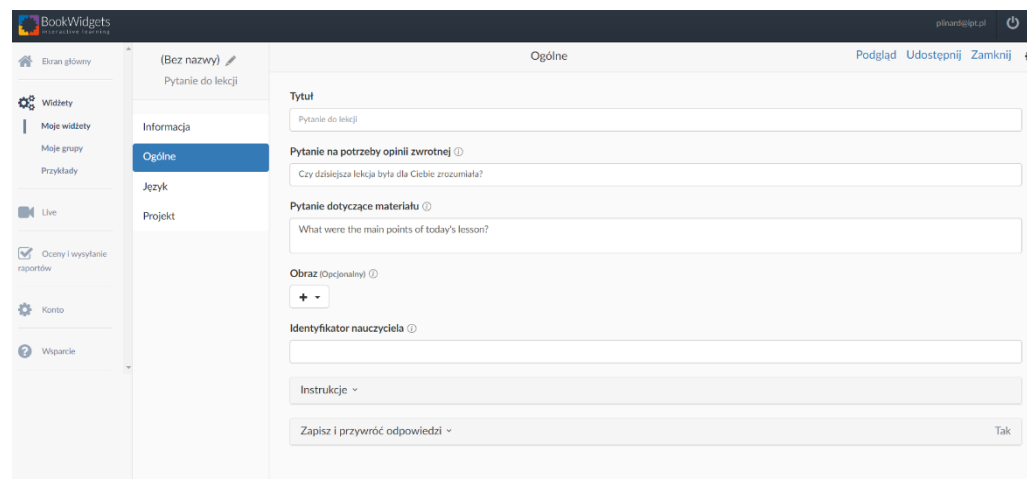 BookWidgets
interactive learning
plinard@lpt.pl
Ekran główny
Widżety
Moje widżety
Moje grupy
Przykłady
Live
Oceny i wysyłanie
raportów
Konto
Wsparcie
(Bez nazwy)
Pytanie do lekcji
Informacja
Ogólne
Język
Projekt
Ogólne
Podgląd Udostępnij Zamknij
Tytuł
Pytanie do lekcji
Pytanie na potrzeby opinii zwrotnej
Czy dzisiejsza lekcja była dla Ciebie zrozumiała?
Pytanie dotyczące materiału
What were the main points of today's lesson?
Obraz (Opcjonalny)
Identyfikator nauczyciela
Instrukcje
Zapisz i przywróć odpowiedzi Tak